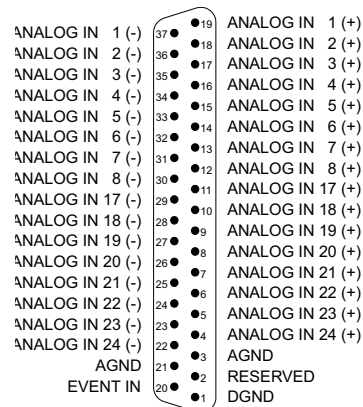 ANALOG IN 1 (-) 37
ANALOG IN 2 (-) 36
ANALOG IN 3 (-) 35
ANALOG IN 4 (-) 34
ANALOG IN 5 (-) 33
ANALOG IN 6 (-) 32
ANALOG IN 7 (-) 31
ANALOG IN 8 (-) 30
ANALOG IN 17 (-) 29
ANALOG IN 18 (-) 28
ANALOG IN 19 (-) 27
ANALOG IN 20 (-) 26
ANALOG IN 21 (-) 25
ANALOG IN 22 (-) 24
ANALOG IN 23 (-) 23
ANALOG IN 24 (-) 22
AGND 21
EVENT IN 20
19 ANALOG IN 1 (+)
18 ANALOG IN 2 (+)
17 ANALOG IN 3 (+)
16 ANALOG IN 4 (+)
15 ANALOG IN 5 (+)
14 ANALOG IN 6 (+)
13 ANALOG IN 7 (+)
12 ANALOG IN 8 (+)
11 ANALOG IN 17 (+)
10 ANALOG IN 18 (+)
9 ANALOG IN 19 (+)
8 ANALOG IN 20 (+)
7 ANALOG IN 21 (+)
6 ANALOG IN 22 (+)
5 ANALOG IN 23 (+)
4 ANALOG IN 24 (+)
3 AGND
2 RESERVED
1 DGND